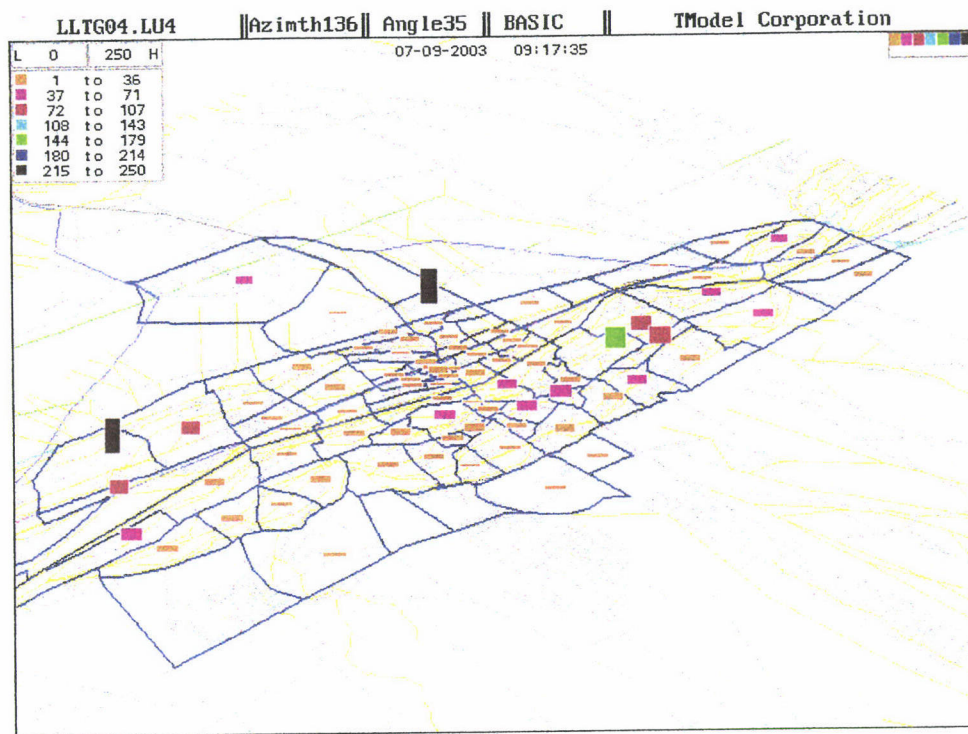 LLTG04.LU4 Azimth136 Angle35 BASIC TModel Corporation
L 0 250 H 07-09-2003 09:17:35
1 to 36
37 to 71
72 to 107
108 to 143
144 to 179
180 to 214
215 to 250